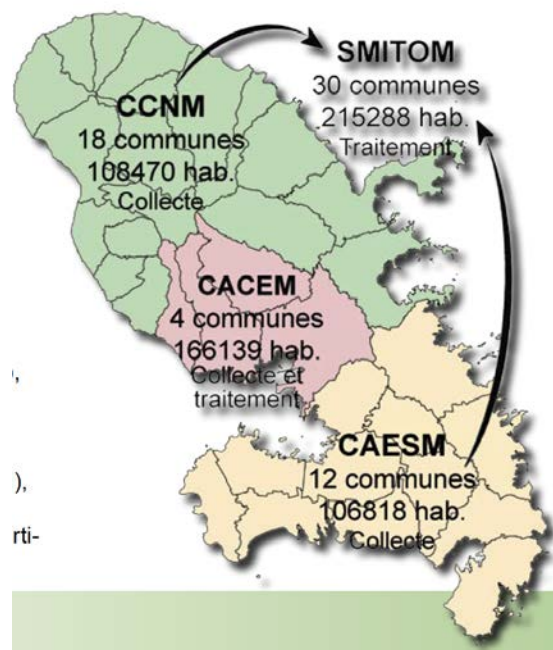 SMITOM
30 communes
215288 hab.
Traitement
CCNM
18 communes
108470 hab.
Collecte
CACEM
4 communes
166139 hab.
Collecte et
traitement
CAESM
12 communes
106818 hab.
Collecte
,
),
rti-